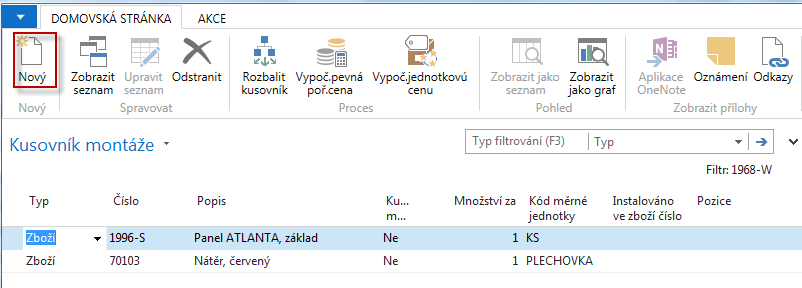 DOMOVSKÁ STRÁNKA AKCE
Nový
Zobrazit seznam
Upravit seznam
Odstranit
Rozbalit kusovník
Vypoč.pevná poř.cena
Vypoč.jednotkovú cenu
Zobrazit jako seznam
Zobrazit jako graf
Aplikace OneNote
Oznámení
Odkazy
Nový Spravovat Proces Pohled Zobrazit přílohy
Kusovník montáže
Typ filtrování (F3) Typ
Filtr: 1968-W
Typ Číslo Popis Ku... m... Množství za Kód měrné jednotky Instalováno ve zboží číslo Pozice
Zboží 1996-S Panel ATLANTA, základ Ne 1 KS
Zboží 70103 Nátěr, červený Ne 1 PLECHOVKA